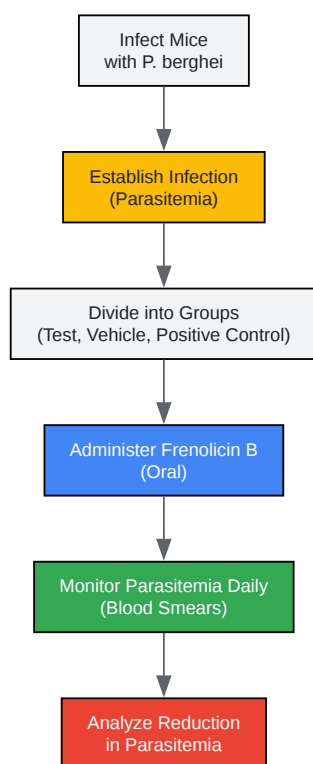 Infect Mice
with P. berghei
Establish Infection
(Parasitemia)
Divide into Groups
(Test, Vehicle, Positive Control)
Administer Frenolicin B
(Oral)
Monitor Parasitemia Daily
(Blood Smears)
Analyze Reduction
in Parasitemia